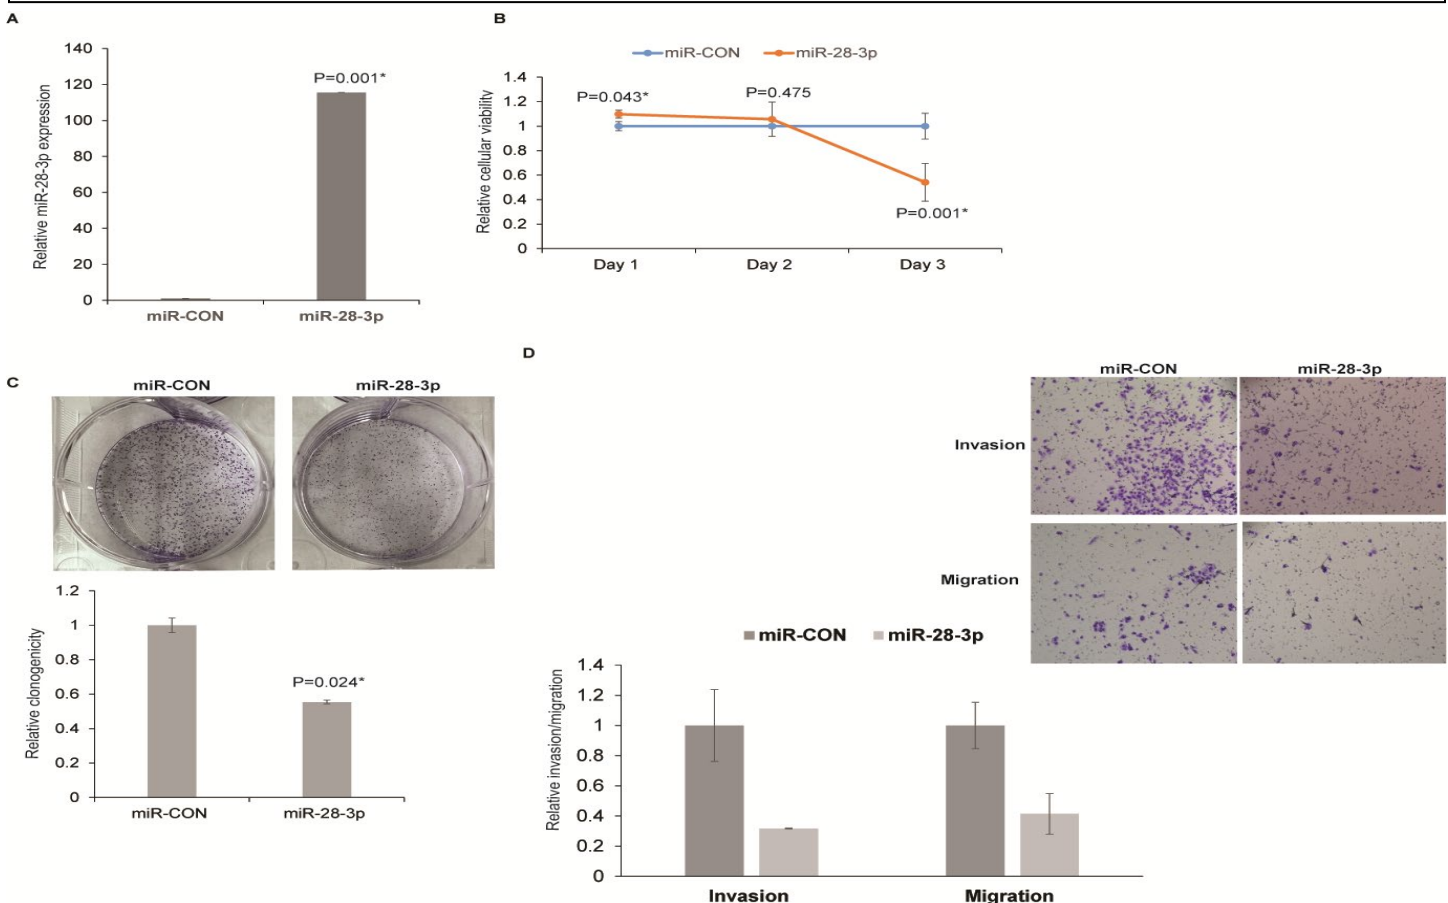 A
140
120
100
80
60
40
20
0
Relative miR-28-3p expression
P=0.001*
miR-CON
miR-28-3p
B
miR-CON
miR-28-3p
1.4
1.2
1
0.8
0.6
0.4
0.2
0
Relative cellular viability
P=0.043*
P=0.475
P=0.001*
Day 1
Day 2
Day 3
C
miR-CON
miR-28-3p
1.2
1
0.8
0.6
0.4
0.2
0
Relative clonogenicity
P=0.024*
miR-CON
miR-28-3p
D
miR-CON
miR-28-3p
Invasion
Migration
miR-CON
miR-28-3p
1.4
1.2
1
0.8
0.6
0.4
0.2
0
Relative invasion/migration
Invasion
Migration